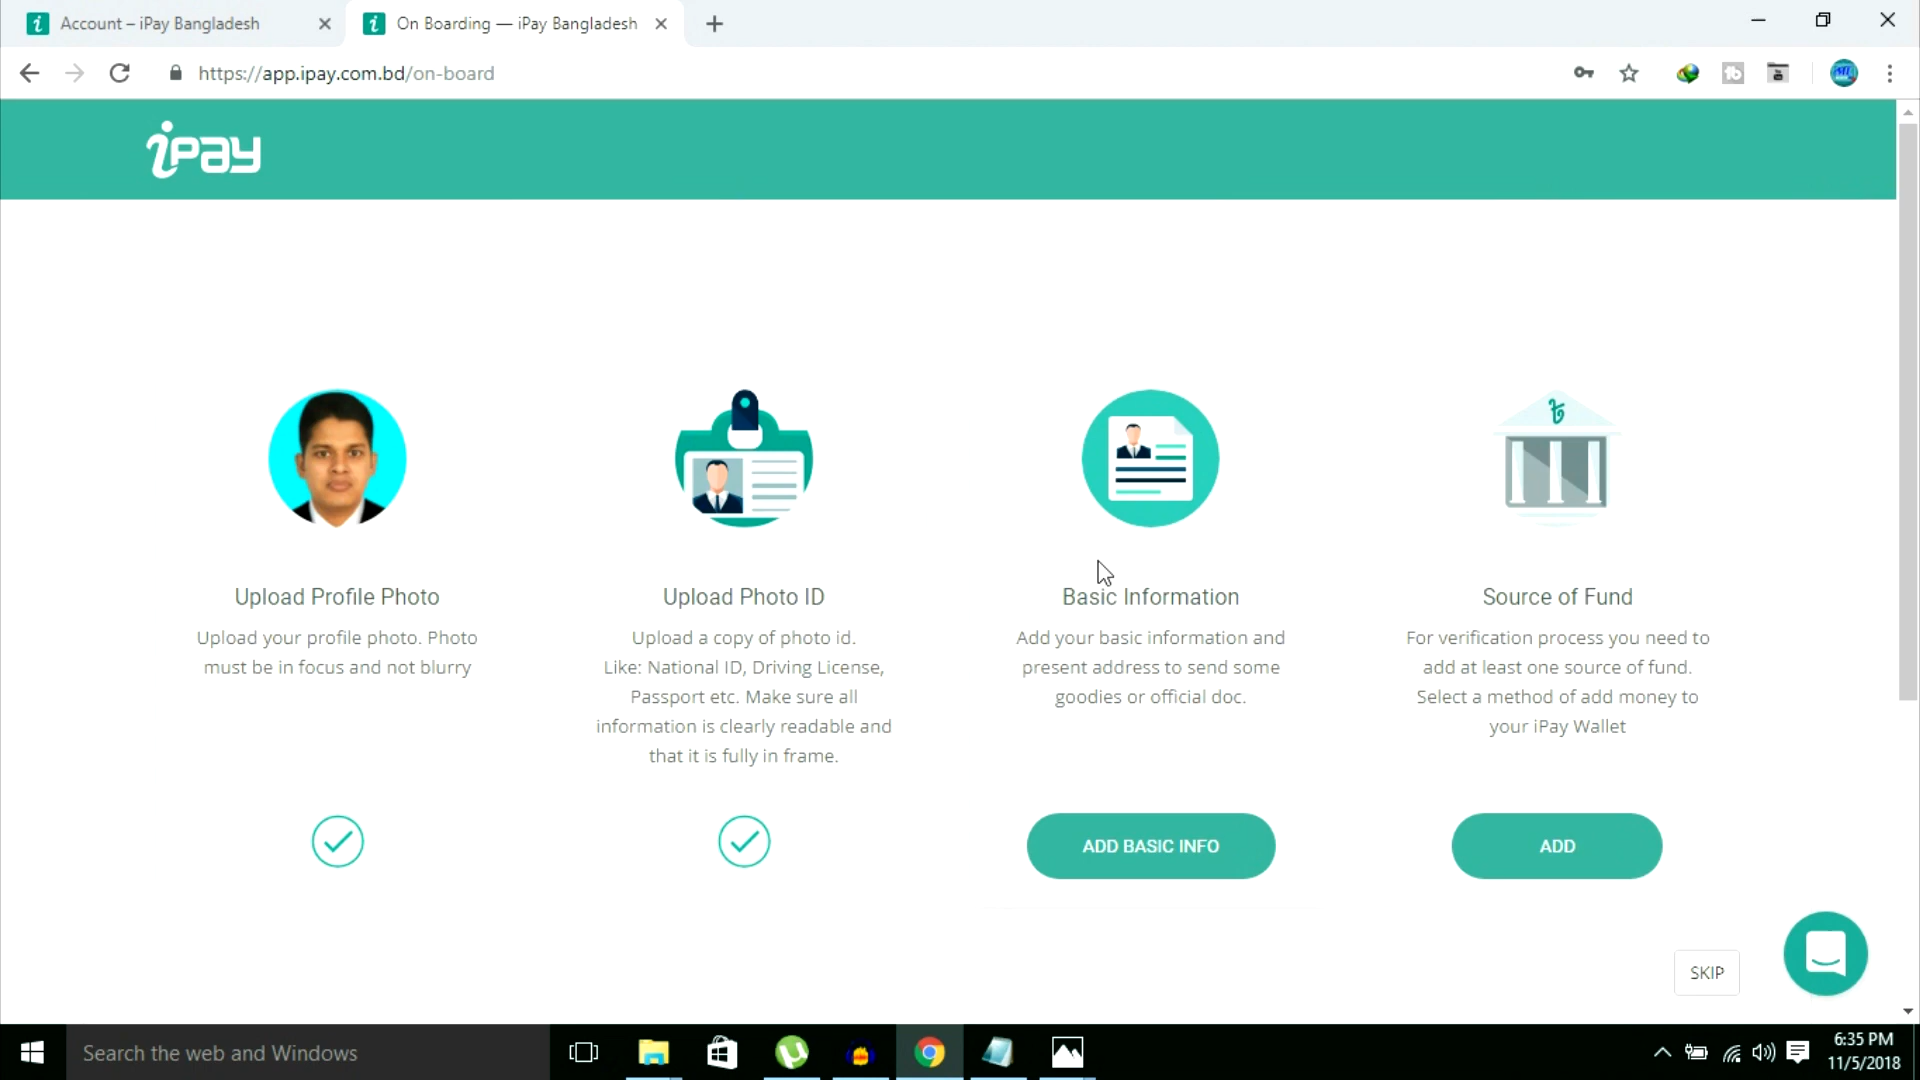 Account – iPay Bangladesh
On Boarding — iPay Bangladesh
https://app.ipay.com.bd/on-board
ipay
Upload Profile Photo
Upload your profile photo. Photo
must be in focus and not blurry
Upload Photo ID
Upload a copy of photo id.
Like: National ID, Driving License,
Passport etc. Make sure all
information is clearly readable and
that it is fully in frame.
Basic Information
Add your basic information and
present address to send some
goodies or official doc.
ADD BASIC INFO
৳
Source of Fund
For verification process you need to
add at least one source of fund.
Select a method of add money to
your iPay Wallet
ADD
SKIP
Search the web and Windows
6:35 PM
11/5/2018